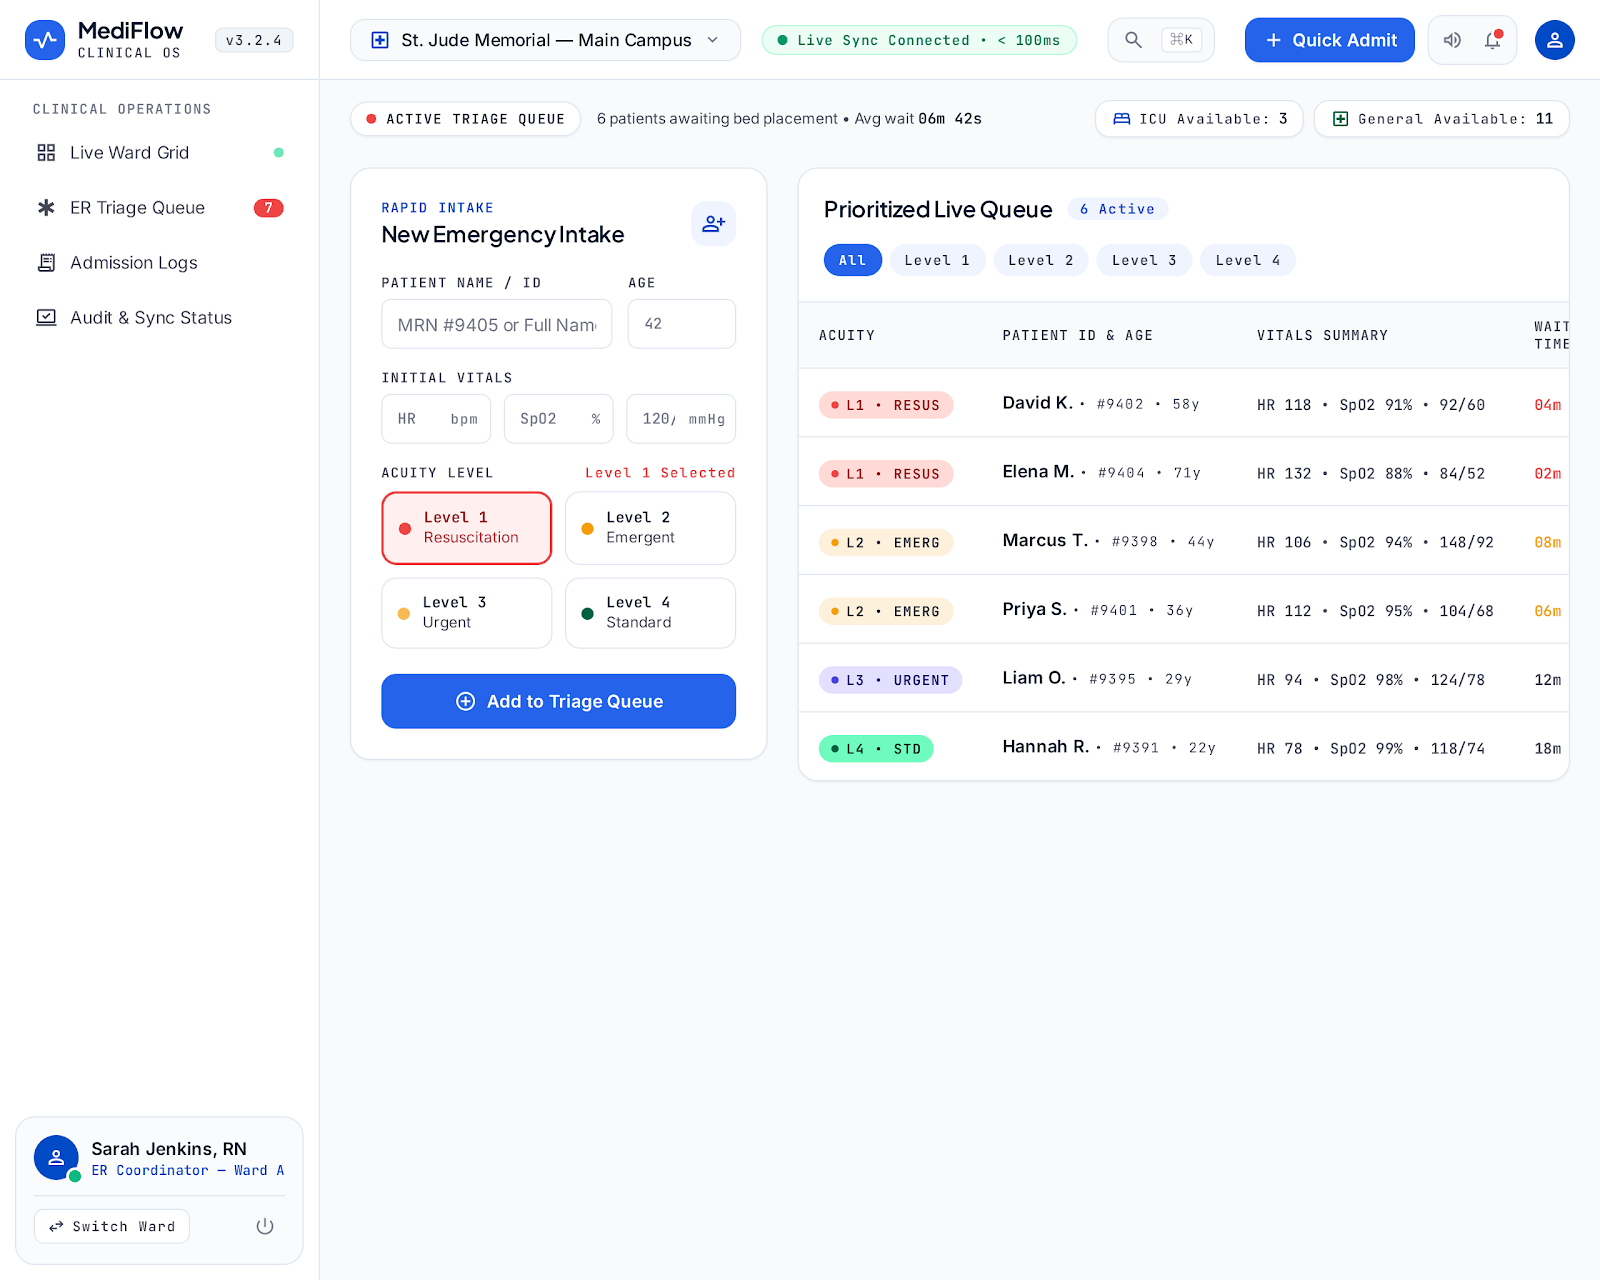 MediFlow
CLINICAL OS
v3.2.4
St. Jude Memorial — Main Campus
Live Sync Connected • < 100ms
⌘K
Quick Admit
CLINICAL OPERATIONS
Live Ward Grid
ER Triage Queue
7
Admission Logs
Audit & Sync Status
ACTIVE TRIAGE QUEUE
6 patients awaiting bed placement • Avg wait 06m 42s
ICU Available: 3
General Available: 11
RAPID INTAKE
New Emergency Intake
PATIENT NAME / ID
AGE
MRN #9405 or Full Name
42
INITIAL VITALS
HR bpm
SpO2 %
120/ mmHg
ACUITY LEVEL
Level 1 Selected
Level 1
Resuscitation
Level 2
Emergent
Level 3
Urgent
Level 4
Standard
Add to Triage Queue
Prioritized Live Queue
6 Active
All
Level 1
Level 2
Level 3
Level 4
ACUITY
PATIENT ID & AGE
VITALS SUMMARY
WAIT
TIME
L1 • RESUS
David K. • #9402 • 58y
HR 118 • SpO2 91% • 92/60
04m
L1 • RESUS
Elena M. • #9404 • 71y
HR 132 • SpO2 88% • 84/52
02m
L2 • EMERG
Marcus T. • #9398 • 44y
HR 106 • SpO2 94% • 148/92
08m
L2 • EMERG
Priya S. • #9401 • 36y
HR 112 • SpO2 95% • 104/68
06m
L3 • URGENT
Liam O. • #9395 • 29y
HR 94 • SpO2 98% • 124/78
12m
L4 • STD
Hannah R. • #9391 • 22y
HR 78 • SpO2 99% • 118/74
18m
Sarah Jenkins, RN
ER Coordinator — Ward A
Switch Ward